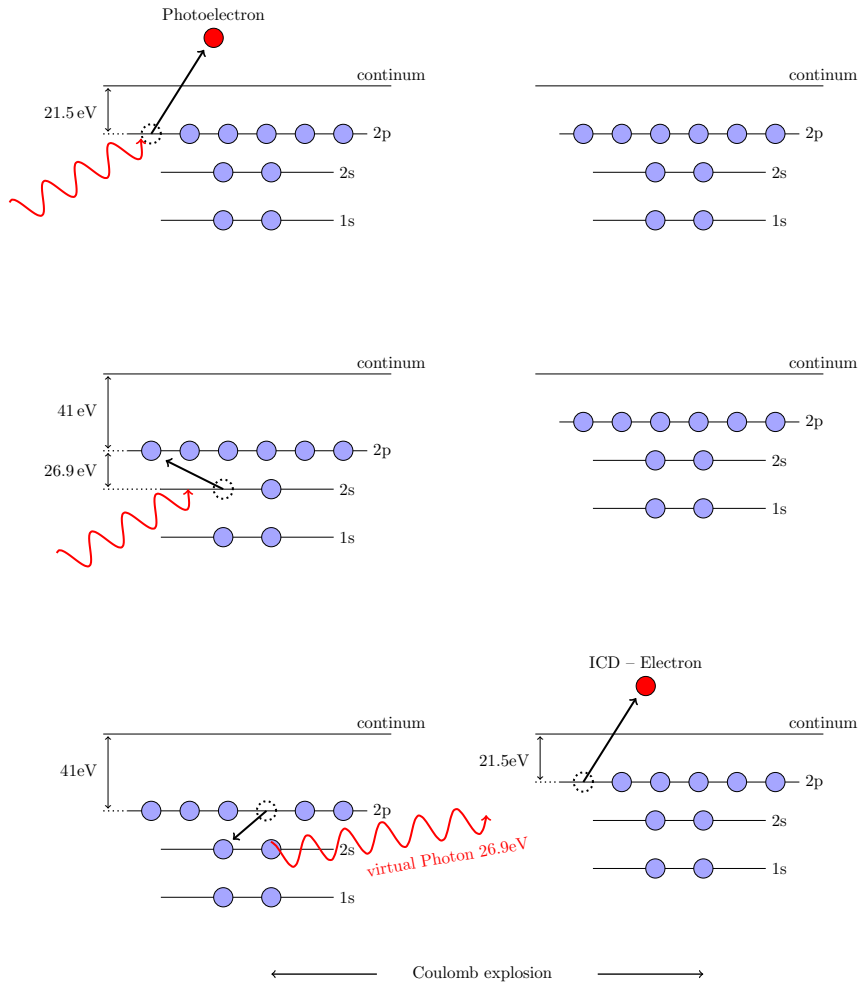 Photoelectron
continum
continum
21.5 eV
2p
2p
2s
2s
1s
1s
continum
continum
41 eV
2p
2p
26.9 eV
2s
2s
1s
1s
ICD – Electron
continum
continum
41eV
21.5eV
2p
2p
2s
2s
virtual Photon 26.9eV
1s
1s
Coulomb explosion